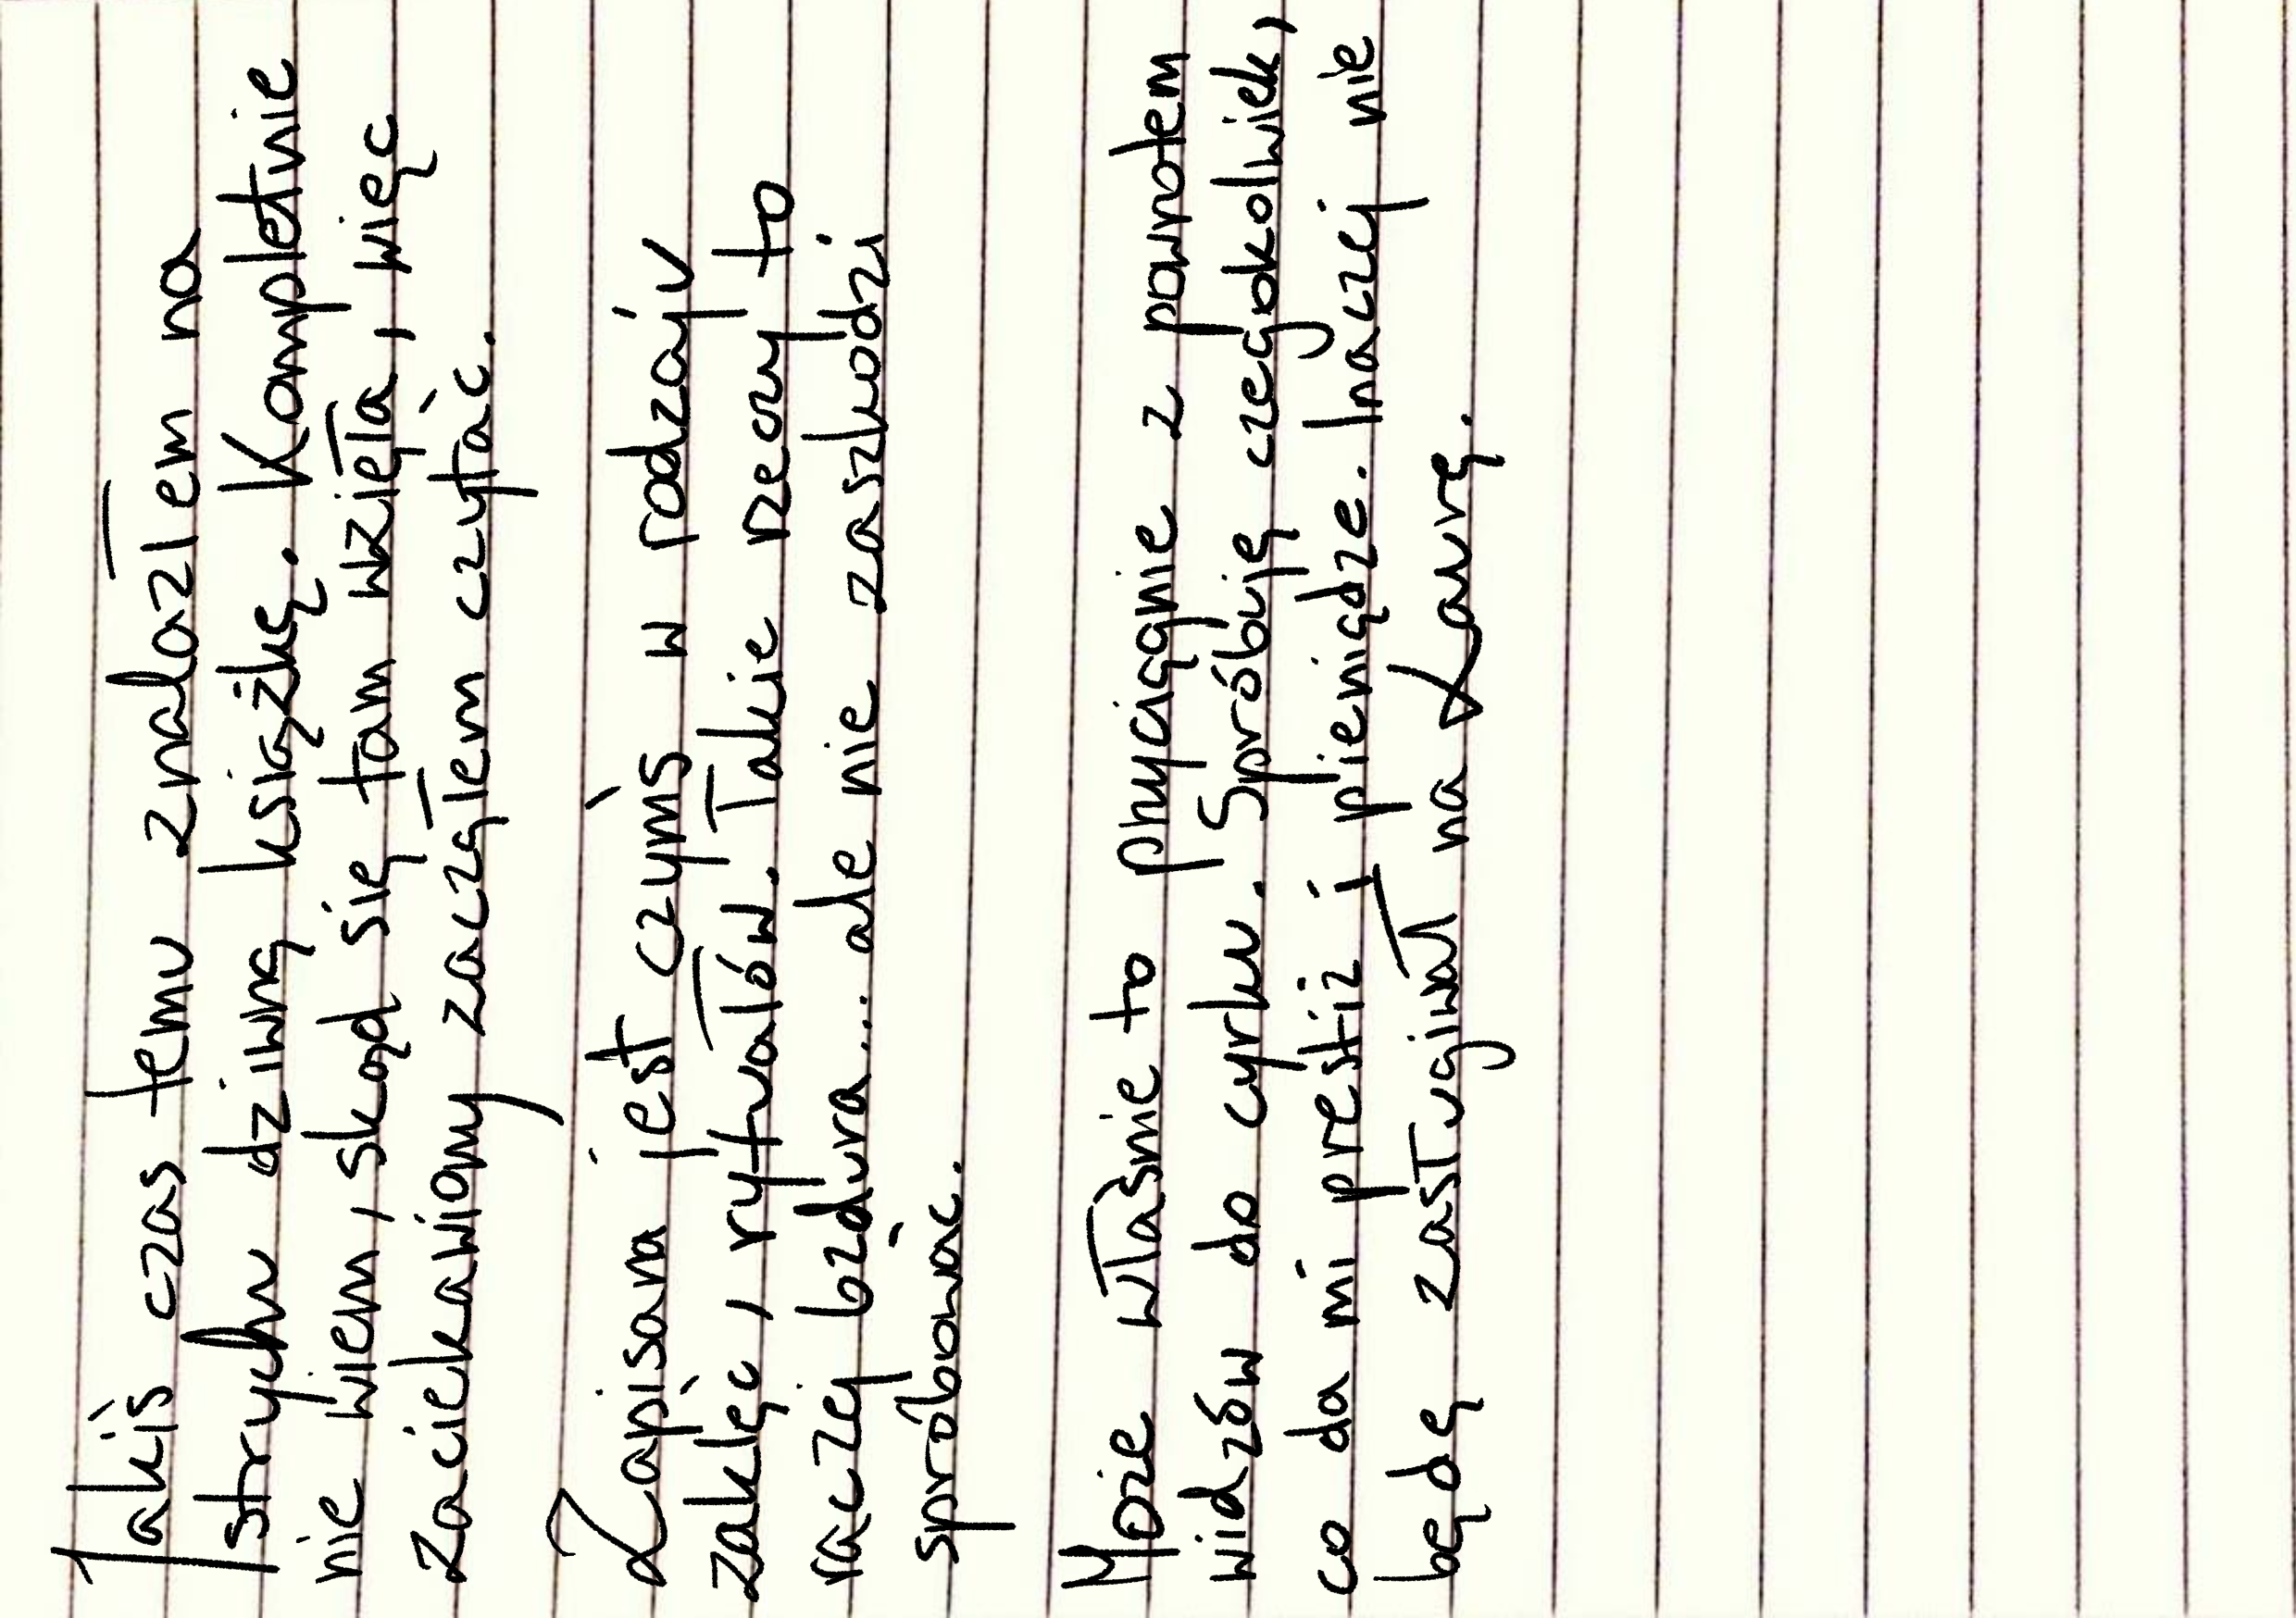 Jakiś czas temu znalazłem na
strychu dziwną książkę. Kompletnie
nie wiem, skąd się tam wzięła, więc
zaciekawiony zacząłem czytać.
Zapisana jest czymś w rodzaju
zaklęć, rytuałów. Takie rzeczy to
raczej bzdura... ale nie zaszkodzi
spróbować.
Może właśnie to przyciągnie z powrotem
widzów do cyrku. Spróbuję czegokolwiek,
co da mi prestiż i pieniądze. Inaczej nie
będę zasługiwał na Laurę.